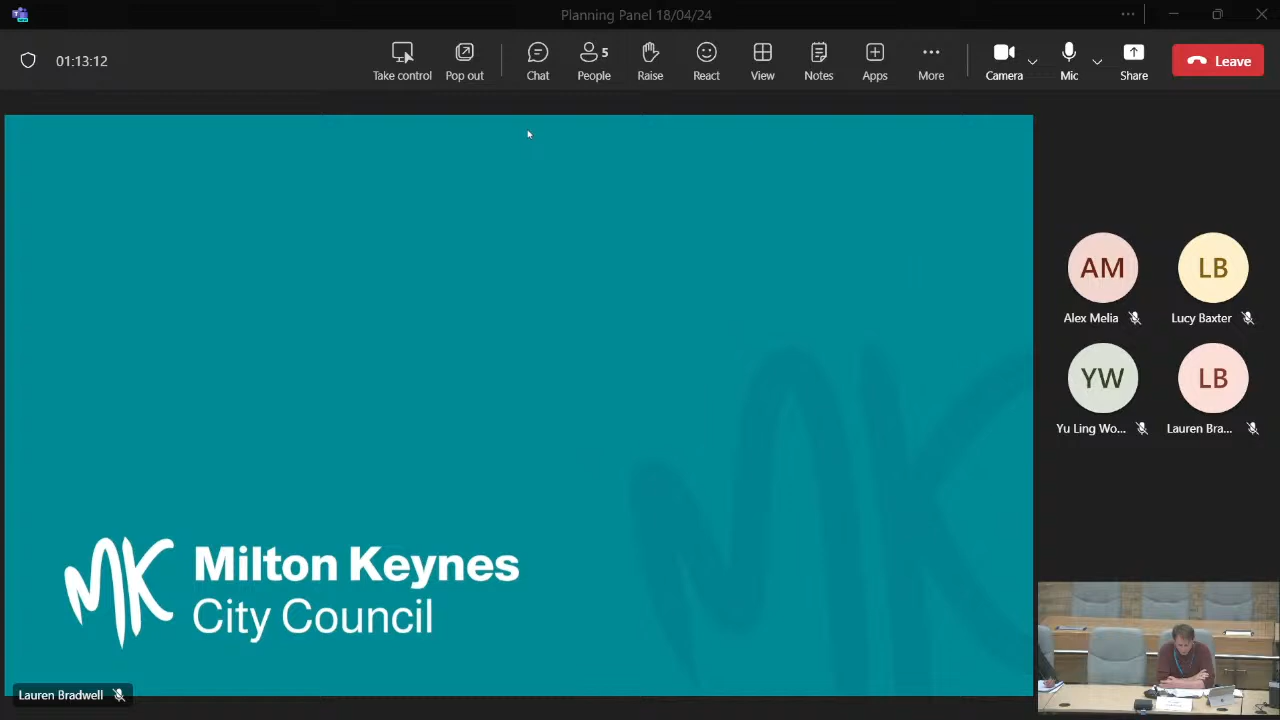 Planning Panel 18/04/24
01:13:12
Take control
Pop out
Chat
People
5
Raise
React
View
Notes
Apps
More
Camera
Mic
Share
Leave
AM
Alex Melia
LB
Lucy Baxter
YW
Yu Ling Wo...
LB
Lauren Bra...
MK
Milton Keynes
City Council
Lauren Bradwell